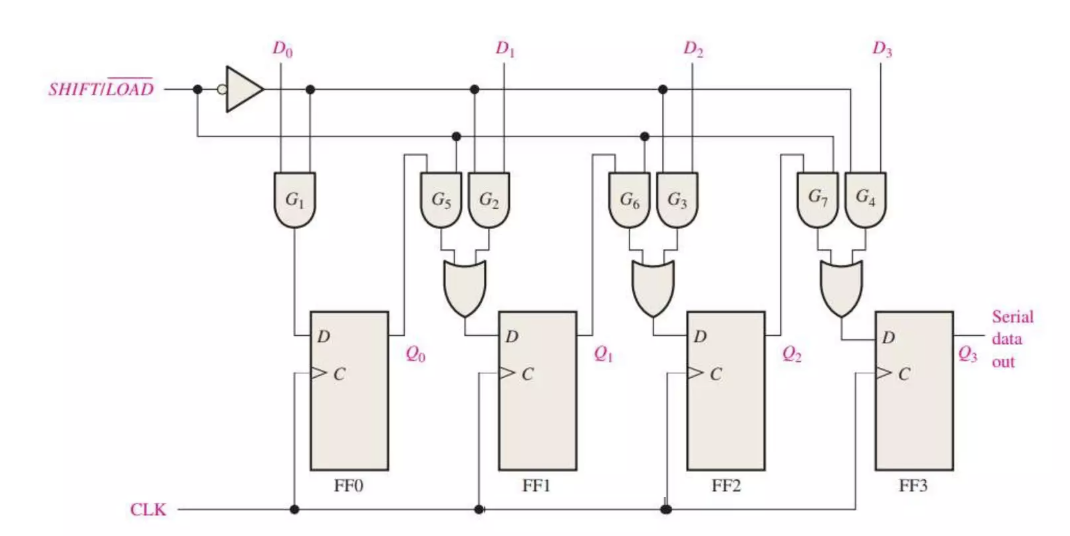 D₀ D₁ D₂ D₃
SHIFT/L̅O̅A̅D̅
G₁ G₅ G₂ G₆ G₃ G₇ G₄
Serial
D D D D data
Q₀ Q₁ Q₂ Q₃ out
C C C C
FF0 FF1 FF2 FF3
CLK